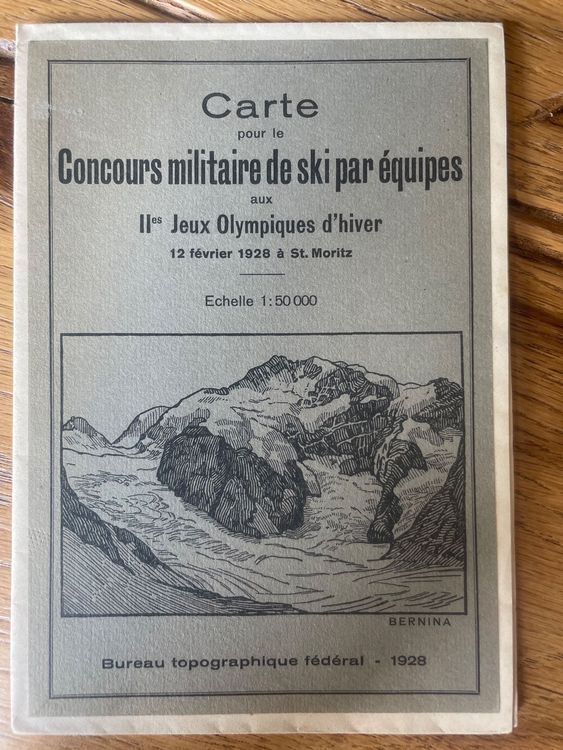 Carte
pour le
Concours militaire de ski par équipes
aux
IIes Jeux Olympiques d'hiver
12 février 1928 à St. Moritz
Echelle 1:50 000
BERNINA
Bureau topographique fédéral - 1928